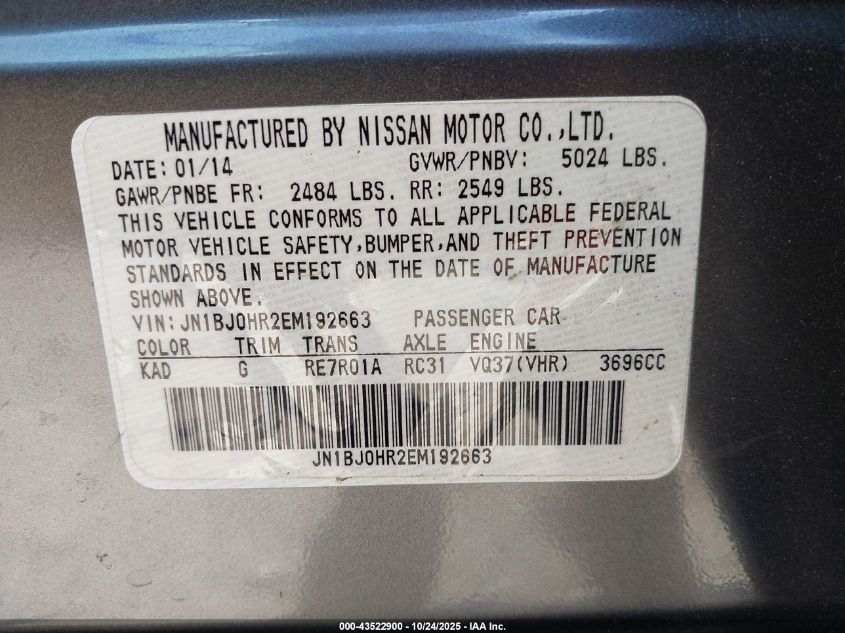 MANUFACTURED BY NISSAN MOTOR CO.,LTD.
DATE: 01/14 GVWR/PNBV: 5024 LBS.
GAWR/PNBE FR: 2484 LBS. RR: 2549 LBS.
THIS VEHICLE CONFORMS TO ALL APPLICABLE FEDERAL
MOTOR VEHICLE SAFETY,BUMPER,AND THEFT PREVENTION
STANDARDS IN EFFECT ON THE DATE OF MANUFACTURE
SHOWN ABOVE.
VIN:JN1BJ0HR2EM192663 PASSENGER CAR
COLOR TRIM TRANS AXLE ENGINE
KAD G RE7R01A RC31 VQ37(VHR) 3696CC
JN1BJ0HR2EM192663
000-43522900 - 10/24/2025 - IAA Inc.